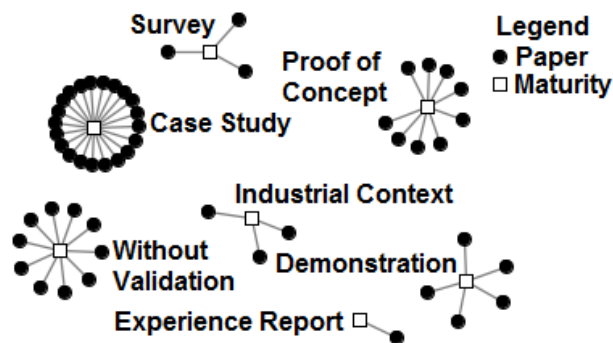 Survey
Legend
Paper
Maturity
Proof of
Concept
Case Study
Industrial Context
Without
Validation
Demonstration
Experience Report